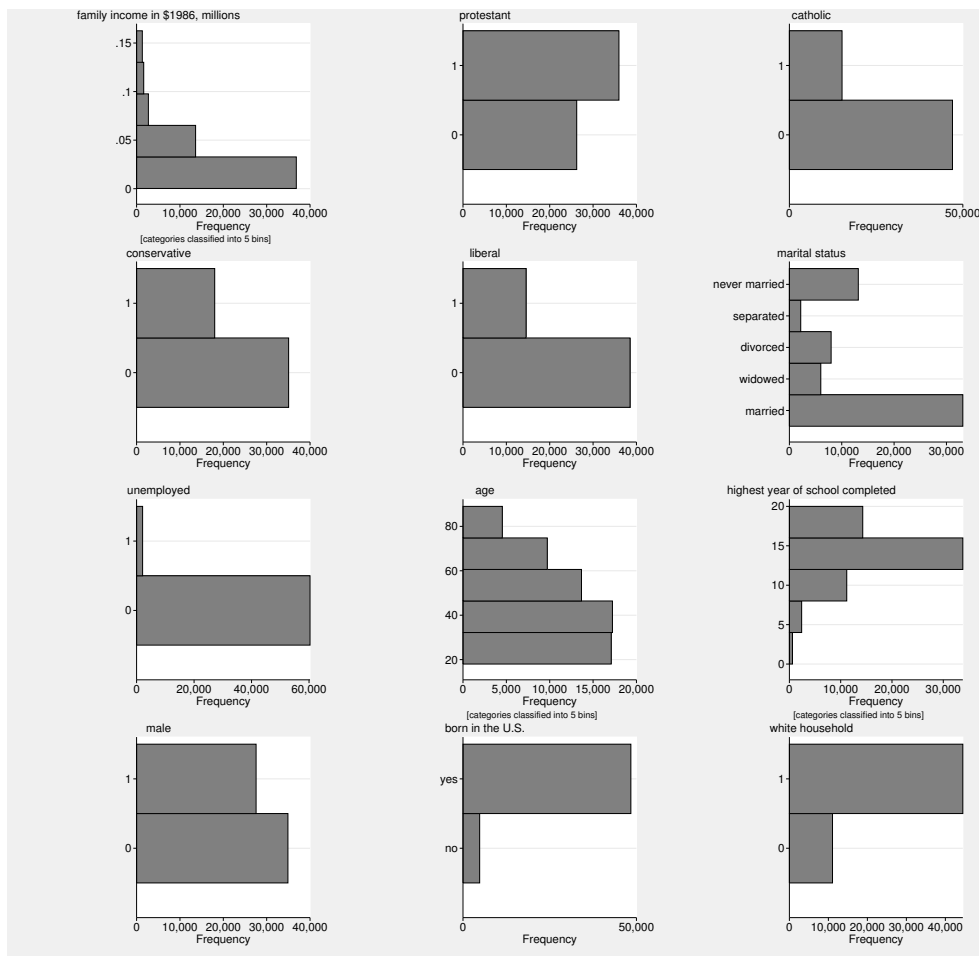 family income in $1986, millions
.15
.1
.05
0
0 10,000 20,000 30,000 40,000
Frequency
[categories classified into 5 bins]
protestant
1
0
0 10,000 20,000 30,000 40,000
Frequency
catholic
1
0
0 50,000
Frequency
conservative
1
0
0 10,000 20,000 30,000 40,000
Frequency
liberal
1
0
0 10,000 20,000 30,000 40,000
Frequency
marital status
never married
separated
divorced
widowed
married
0 10,000 20,000 30,000
Frequency
unemployed
1
0
0 20,000 40,000 60,000
Frequency
age
80
60
40
20
0 5,000 10,000 15,000 20,000
Frequency
[categories classified into 5 bins]
highest year of school completed
20
15
10
5
0
0 10,000 20,000 30,000
Frequency
[categories classified into 5 bins]
male
1
0
0 10,000 20,000 30,000 40,000
Frequency
born in the U.S.
yes
no
0 50,000
Frequency
white household
1
0
0 10,000 20,000 30,000 40,000
Frequency